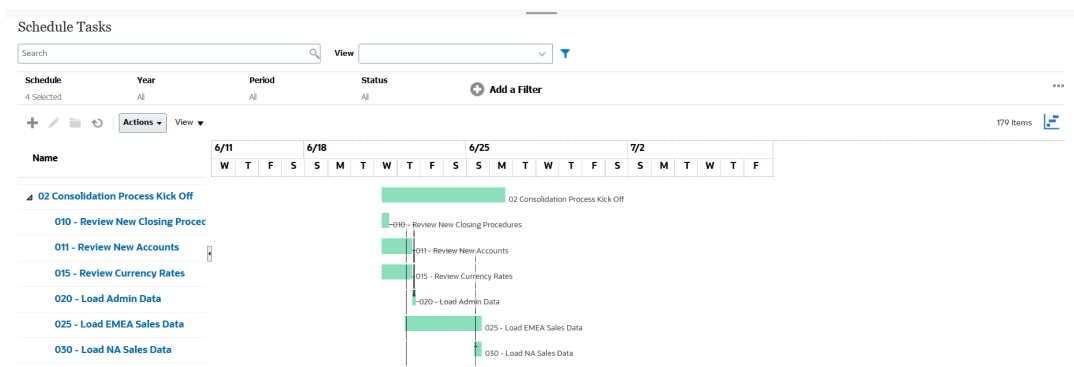 Schedule Tasks
Search View
Schedule Year Period Status
4 Selected All All All
Add a Filter
Actions View 179 Items
Name
6/11 6/18 6/25 7/2
W T F S S M T W T F S S M T W T F S S M T W T F
02 Consolidation Process Kick Off 02 Consolidation Process Kick Off
010 - Review New Closing Proced 010 - Review New Closing Procedures
011 - Review New Accounts 011 - Review New Accounts
015 - Review Currency Rates 015 - Review Currency Rates
020 - Load Admin Data 020 - Load Admin Data
025 - Load EMEA Sales Data 025 - Load EMEA Sales Data
030 - Load NA Sales Data 030 - Load NA Sales Data